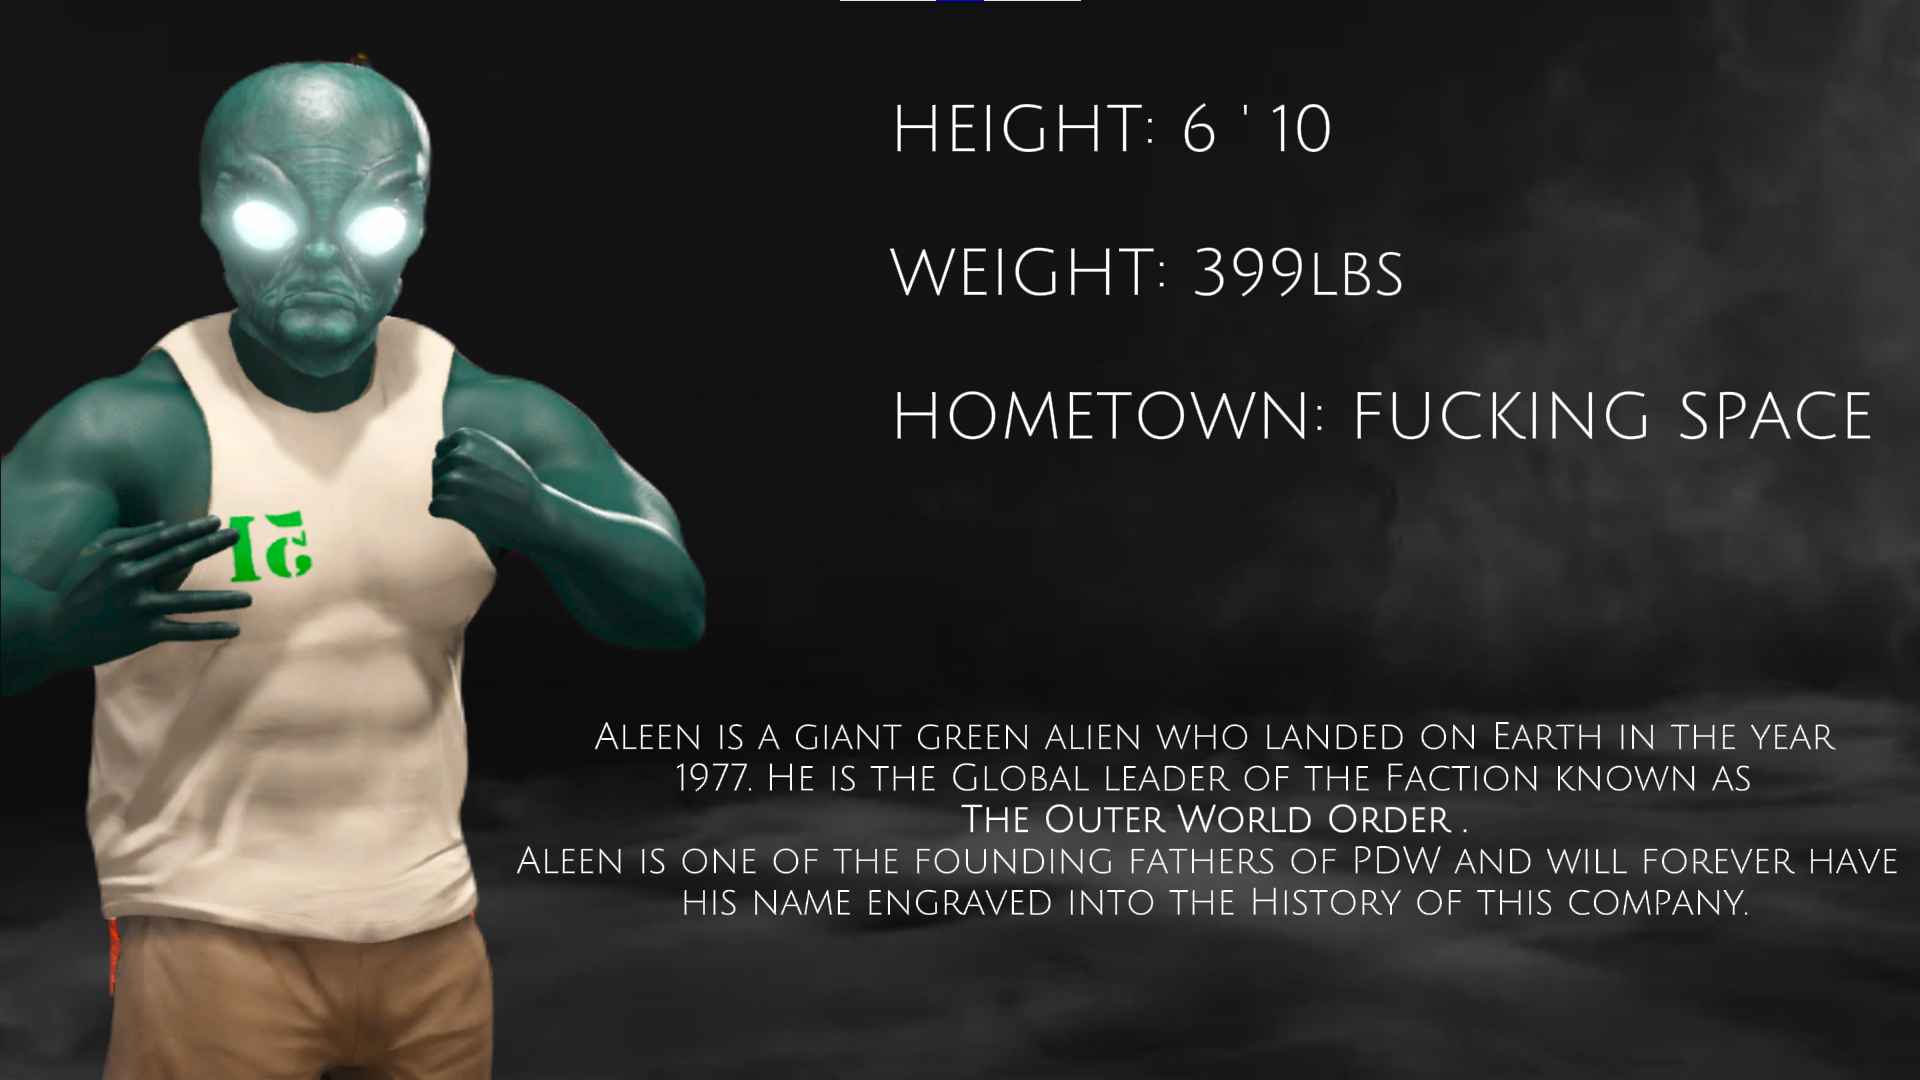 HEIGHT: 6 ' 10
WEIGHT: 399LBS
HOMETOWN: FUCKING SPACE
15
ALEEN IS A GIANT GREEN ALIEN WHO LANDED ON EARTH IN THE YEAR
1977. HE IS THE GLOBAL LEADER OF THE FACTION KNOWN AS
THE OUTER WORLD ORDER .
ALEEN IS ONE OF THE FOUNDING FATHERS OF PDW AND WILL FOREVER HAVE
HIS NAME ENGRAVED INTO THE HISTORY OF THIS COMPANY.